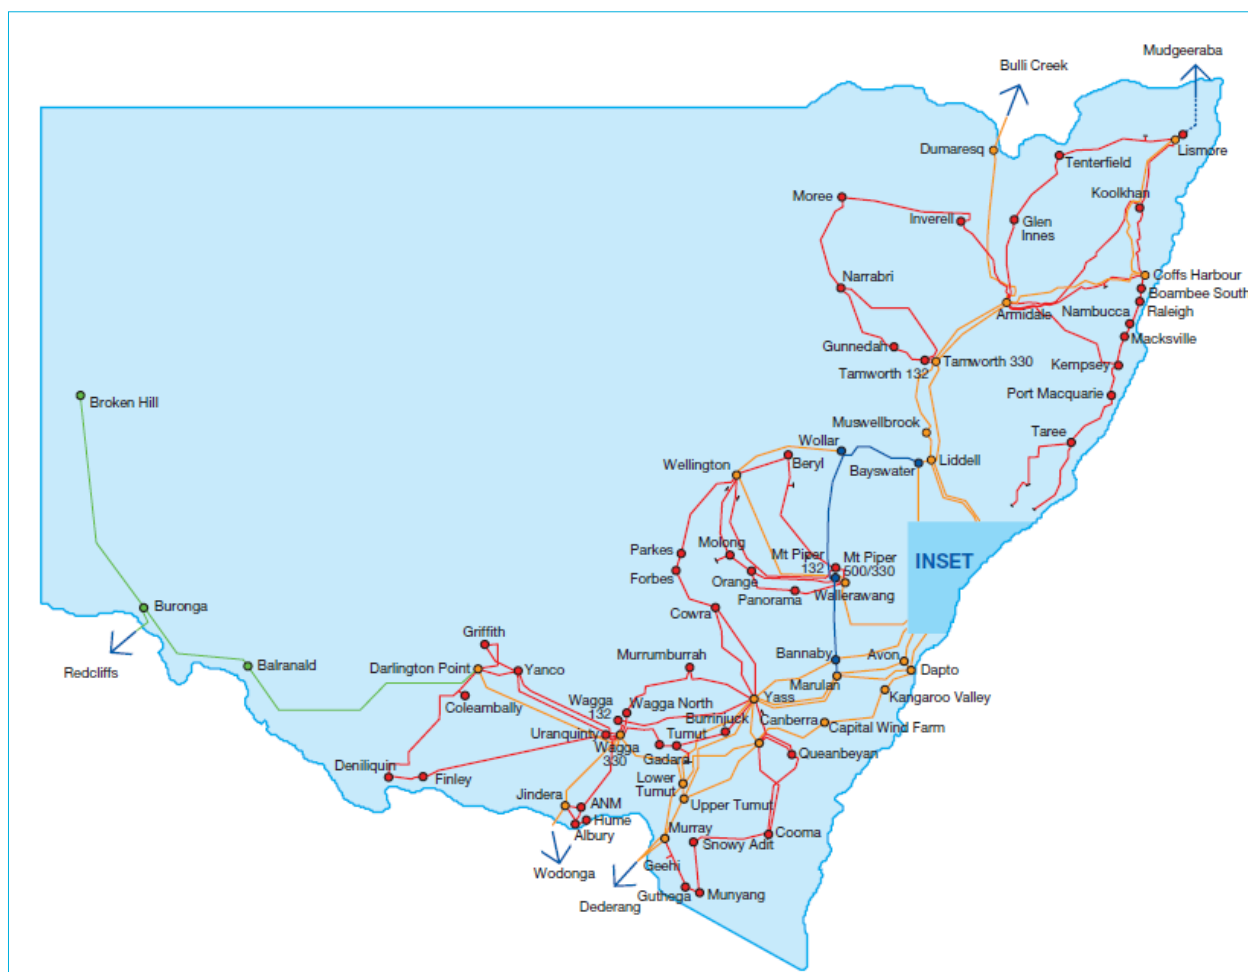 Mudgeeraba
Bulli Creek
Dumaresq
Lismore
Tenterfield
Koolkhan
Moree
Inverell
Glen
Innes
Narrabri
Coffs Harbour
Boambee South
Raleigh
Nambucca
Armidale
Macksville
Gunnedah
Tamworth 330
Tamworth 132
Kempsey
Port Macquarie
Broken Hill
Muswellbrook
Taree
Wollar
Wellington
Beryl
Bayswater
Liddell
Parkes
Molong
Mt Piper
132
Mt Piper
500/330
INSET
Forbes
Orange
Panorama
Wallerawang
Buronga
Cowra
Griffith
Redcliffs
Balranald
Darlington Point
Yanco
Murrumburrah
Bannaby
Avon
Dapto
Marulan
Kangaroo Valley
Coleambally
Wagga
132
Wagga North
Yass
Burrinjuck
Canberra
Capital Wind Farm
Uranquinty
Wagga
330
Tumut
Gadara
Queanbeyan
Deniliquin
Finley
Lower
Tumut
Upper Tumut
Jindera
ANM
Hume
Albury
Murray
Snowy Adit
Cooma
Wodonga
Geehi
Guthega
Munyang
Dederang